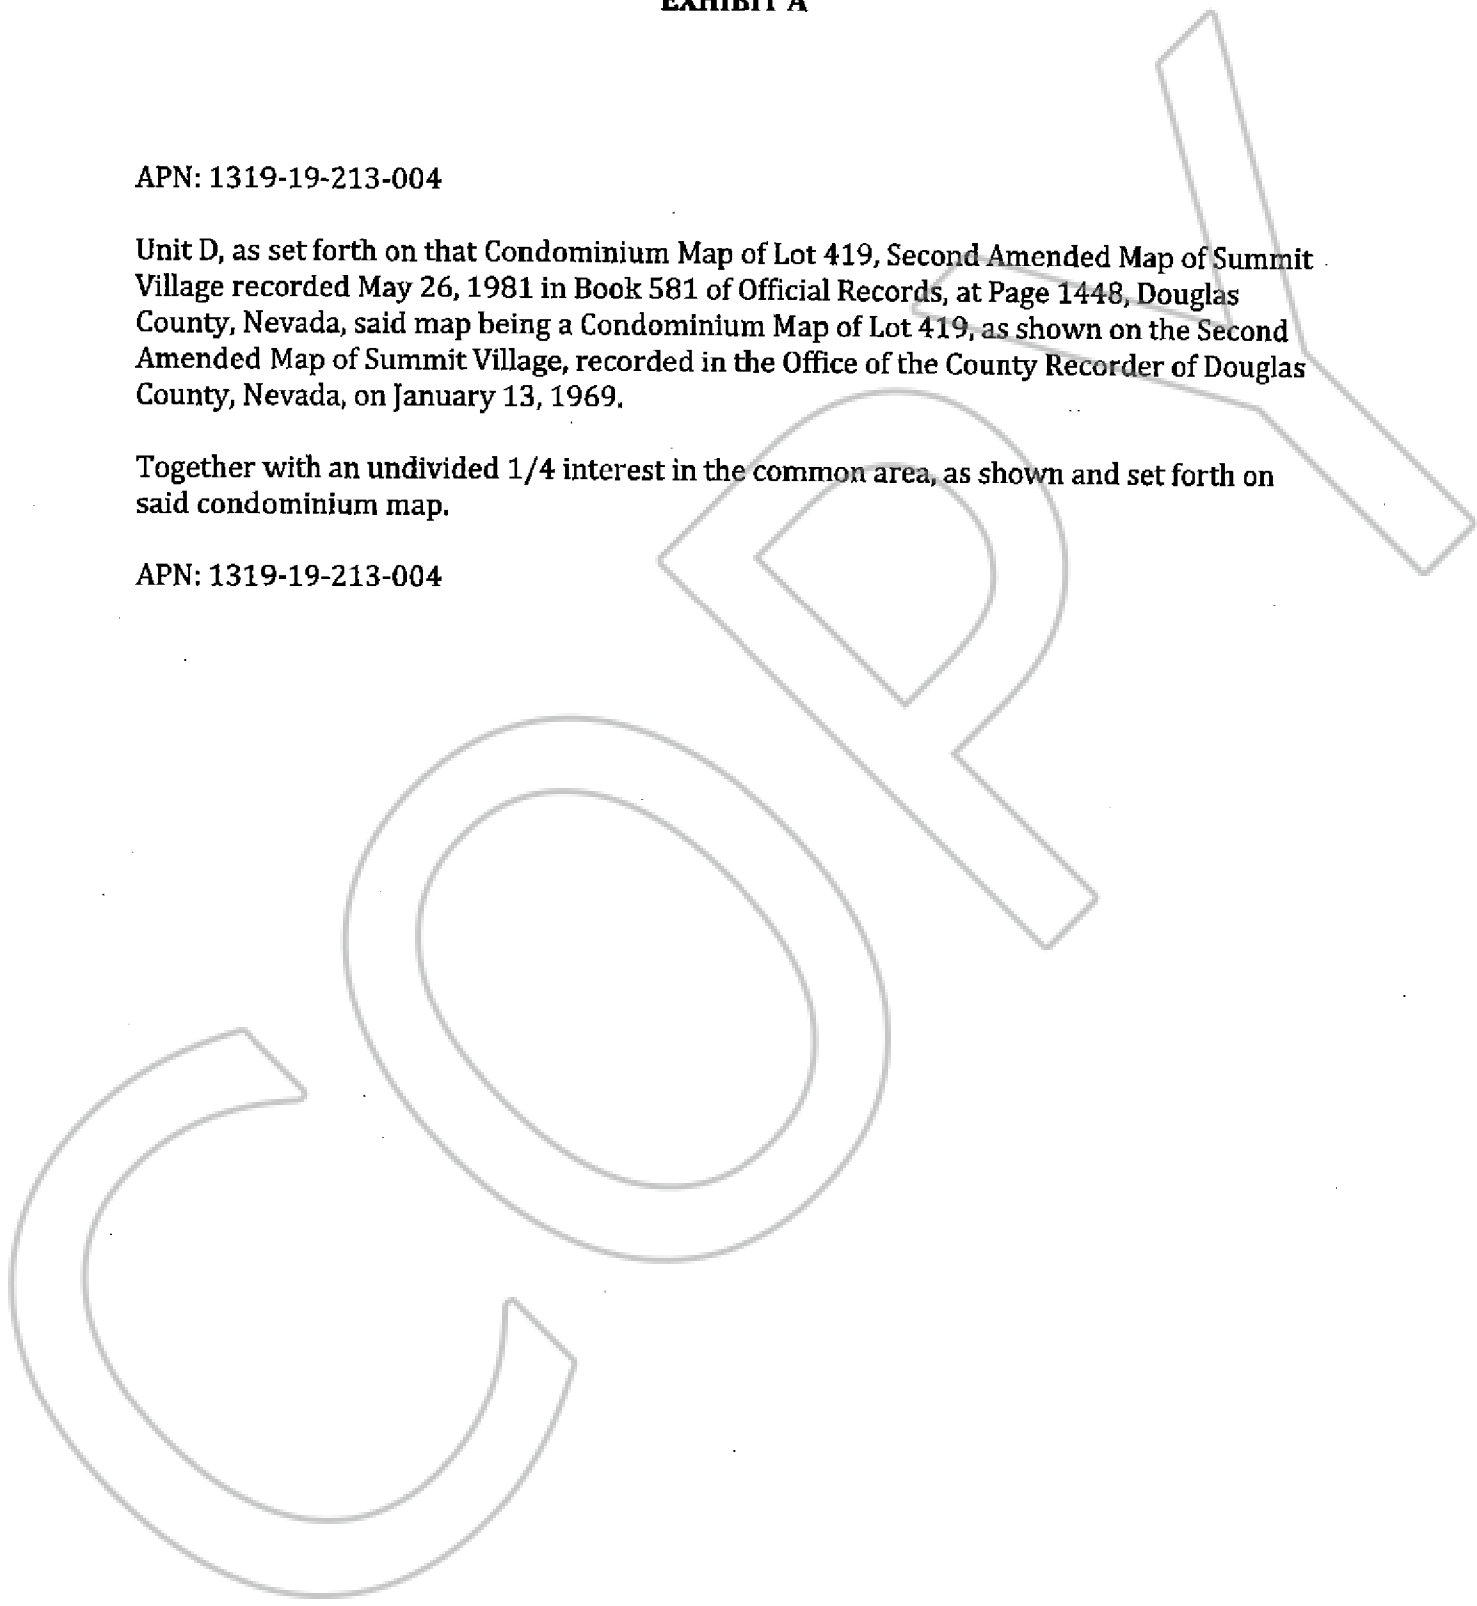 EXHIBIT A
APN: 1319-19-213-004
Unit D, as set forth on that Condominium Map of Lot 419, Second Amended Map of Summit
Village recorded May 26, 1981 in Book 581 of Official Records, at Page 1448, Douglas
County, Nevada, said map being a Condominium Map of Lot 419, as shown on the Second
Amended Map of Summit Village, recorded in the Office of the County Recorder of Douglas
County, Nevada, on January 13, 1969.
Together with an undivided 1/4 interest in the common area, as shown and set forth on
said condominium map.
APN: 1319-19-213-004
COPY